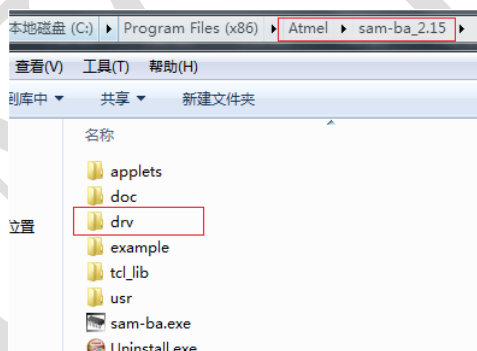 本地磁盘 (C:) ▸ Program Files (x86) ▸ Atmel ▸ sam-ba_2.15 ▸
查看(V) 工具(T) 帮助(H)
到库中 ▼ 共享 ▼ 新建文件夹
名称
applets
doc
drv
位置
example
tcl_lib
usr
sam-ba.exe
Uninstall.exe